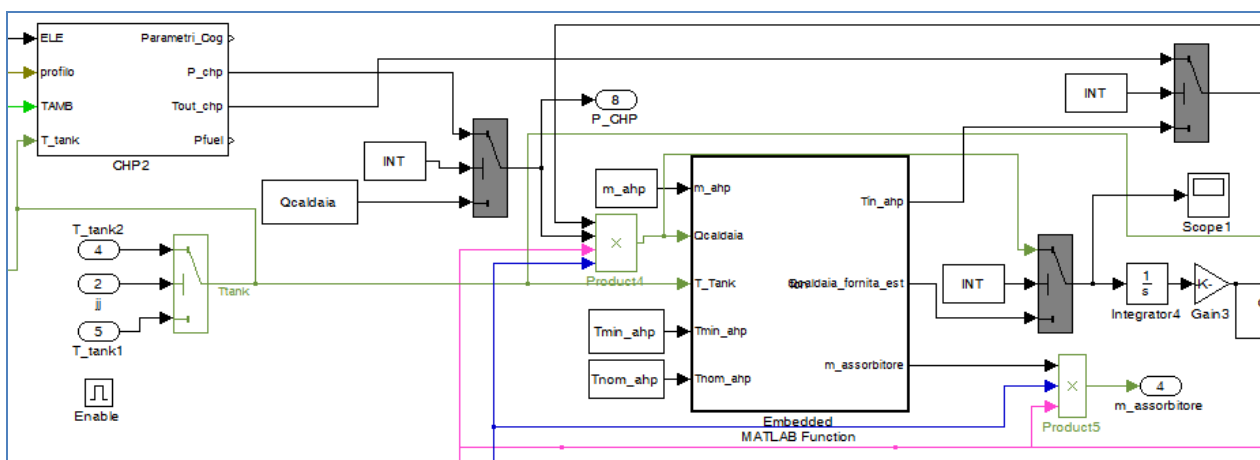 ELE
profilo
TAMB
T_tank
Parametri_Cog
P_chp
Tout_chp
Pfuel
CHP2
INT
Qcaldaia
8
P_CHP
T_tank2
4
2
jj
5
T_tank1
Ttank
Enable
m_ahp
×
Product4
Tmin_ahp
Tnom_ahp
m_ahp
Qcaldaia
T_Tank
Tmin_ahp
Tnom_ahp
Tin_ahp
Qcaldaia_fornita_est
m_assorbitore
Embedded
MATLAB Function
INT
INT
Scope1
1
s
Integrator4
K-
Gain3
×
Product5
4
m_assorbitore